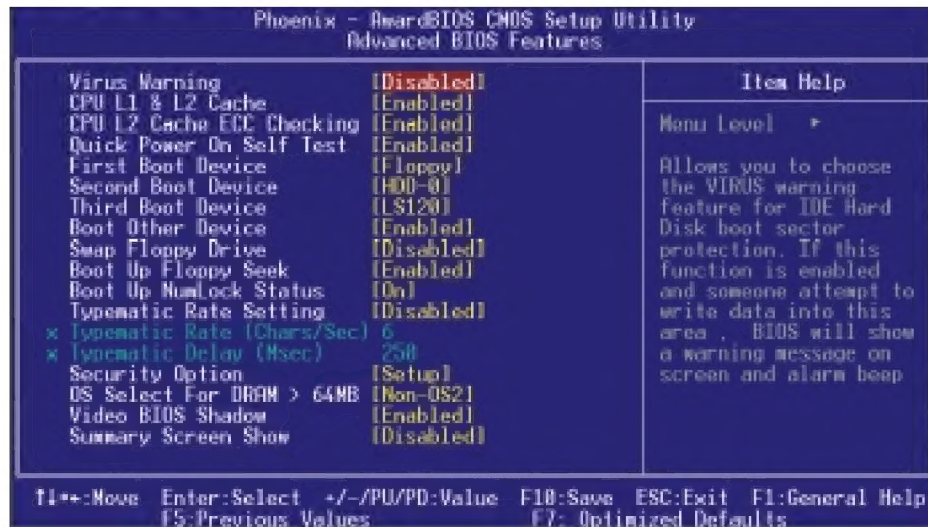 Phoenix - AwardBIOS CMOS Setup Utility
Advanced BIOS Features
Virus Warning [Disabled]
CPU L1 & L2 Cache [Enabled]
CPU L2 Cache ECC Checking [Enabled]
Quick Power On Self Test [Enabled]
First Boot Device [Floppy]
Second Boot Device [HDD-0]
Third Boot Device [LS120]
Boot Other Device [Enabled]
Swap Floppy Drive [Disabled]
Boot Up Floppy Seek [Enabled]
Boot Up NumLock Status [On]
Typematic Rate Setting [Disabled]
x Typematic Rate (Chars/Sec) 6
x Typematic Delay (Msec) 250
Security Option [Setup]
OS Select For DRAM > 64MB [Non-OS2]
Video BIOS Shadow [Enabled]
Summary Screen Show [Disabled]
Item Help
Menu Level ▸
Allows you to choose
the VIRUS warning
feature for IDE Hard
Disk boot sector
protection. If this
function is enabled
and someone attempt to
write data into this
area , BIOS will show
a warning message on
screen and alarm beep
↑↓→←:Move Enter:Select +/-/PU/PD:Value F10:Save ESC:Exit F1:General Help
F5:Previous Values F7: Optimized Defaults